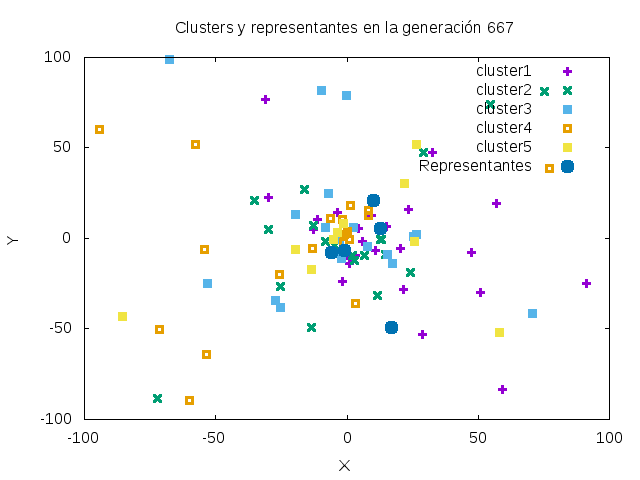 Clusters y representantes en la generación 667
100
50
0
-50
-100
Y
cluster1
cluster2
cluster3
cluster4
cluster5
Representantes
-100
-50
0
50
100
X